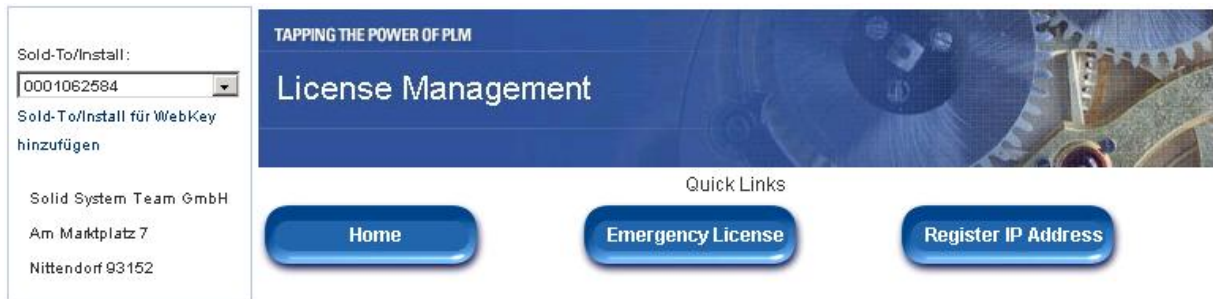 Sold-To/Install:
0001062584
Sold-To/Install für WebKey
hinzufügen
Solid System Team GmbH
Am Marktplatz 7
Nittendorf 93152
TAPPING THE POWER OF PLM
License Management
Quick Links
Home
Emergency License
Register IP Address